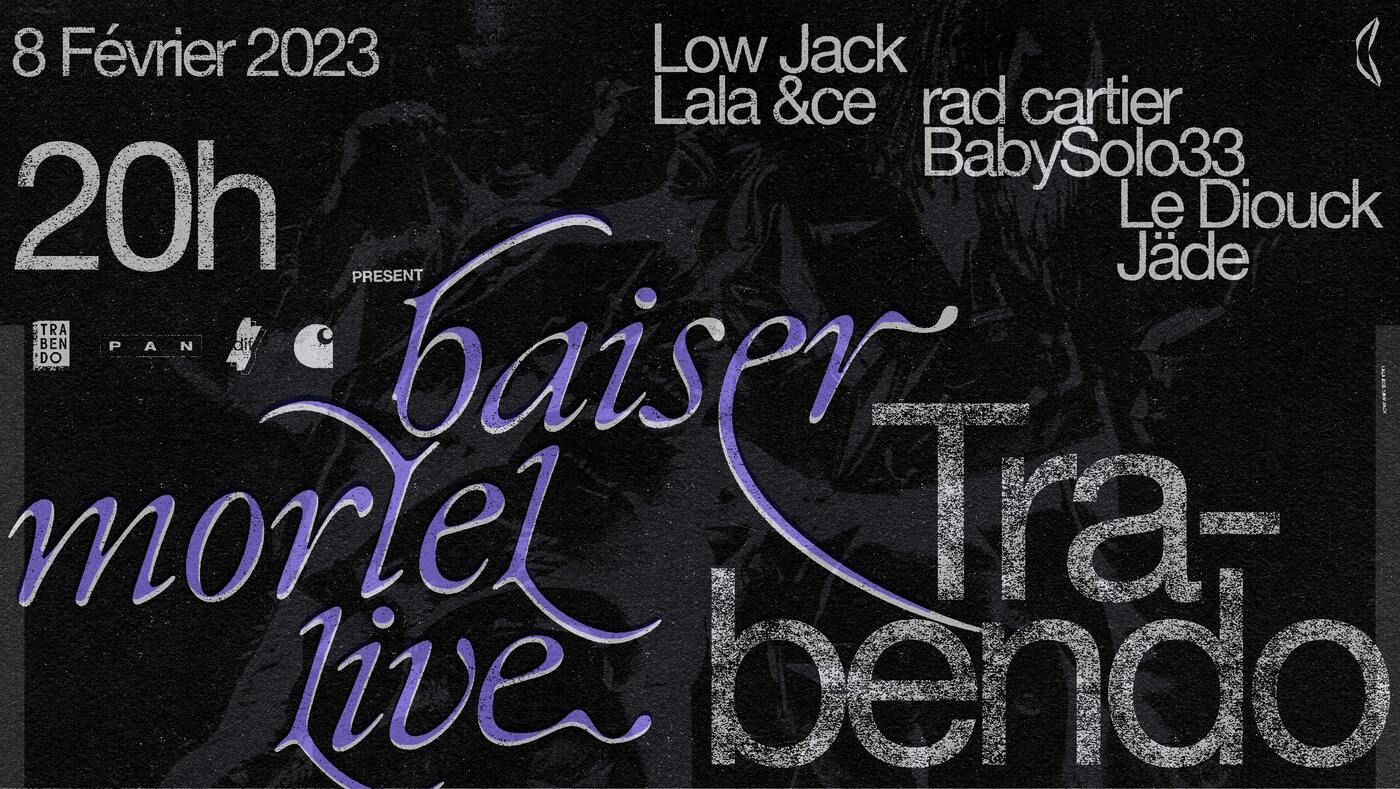 8 Février 2023
20h
Low Jack
Lala &ce
rad cartier
BabySolo33
Le Diouck
Jäde
TRA
BEN
DO
PAN
dif
PRESENT
baiser
mortel
live
Tra-
bendo